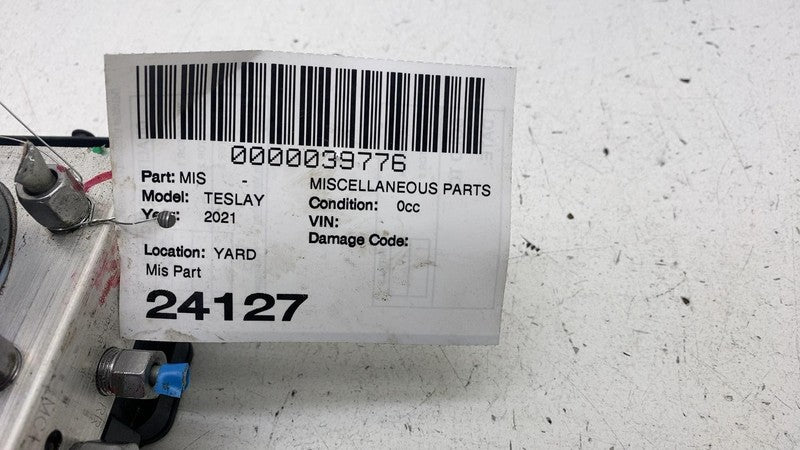 0000039776
Part: MIS - MISCELLANEOUS PARTS
Model: TESLAY Condition: 0cc
Year: 2021 VIN:
Damage Code:
Location: YARD
Mis Part
24127